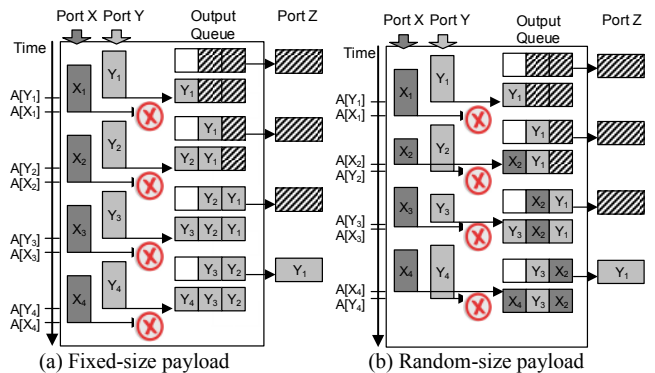 Port X Port Y Output Queue Port Z
Time
X1 Y1
Y1
A[Y1]
A[X1]
Y1
X2 Y2
Y2 Y1
A[Y2]
A[X2]
Y2 Y1
X3 Y3
Y3 Y2 Y1
A[Y3]
A[X3]
Y3 Y2 Y1
X4 Y4
Y4 Y3 Y2
A[Y4]
A[X4]
(a) Fixed-size payload
Port X Port Y Output Queue Port Z
Time
X1 Y1
Y1
A[Y1]
A[X1]
Y1
X2 Y2
X2 Y1
A[X2]
A[Y2]
X2 Y1
X3 Y3
Y3 X2 Y1
A[Y3]
A[X3]
Y3 X2 Y1
X4 Y4
X4 Y3 X2
A[X4]
A[Y4]
(b) Random-size payload